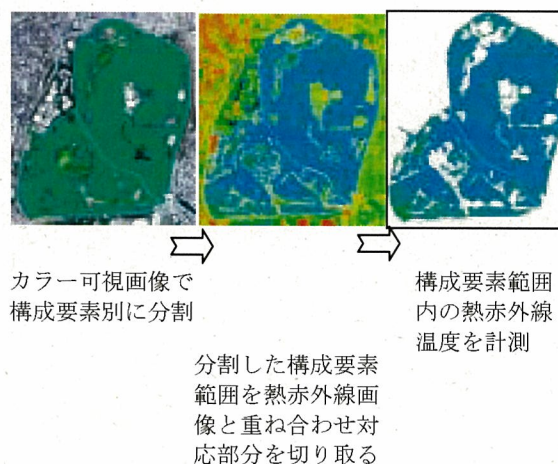 カラー可視画像で
構成要素別に分割
分割した構成要素
範囲を熱赤外線画
像と重ね合わせ対
応部分を切り取る
構成要素範囲
内の熱赤外線
温度を計測